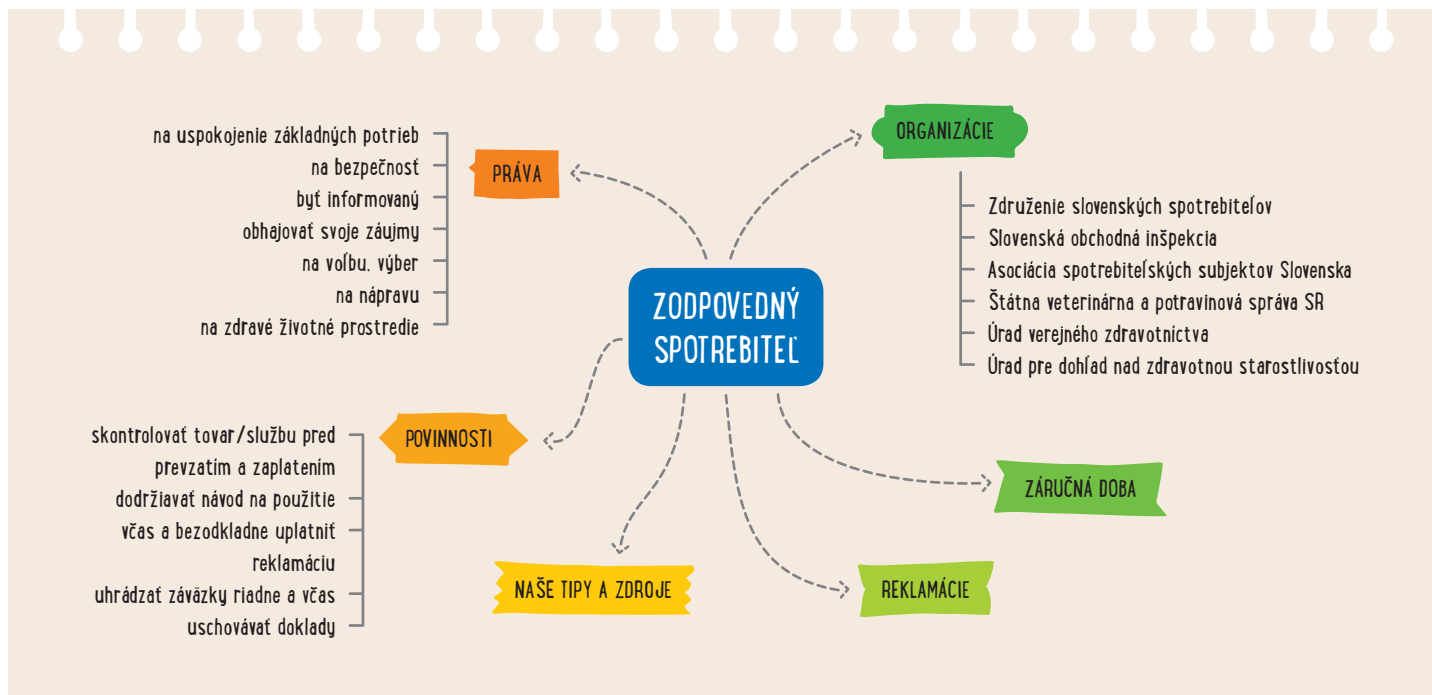 ZODPOVEDNÝ
SPOTREBITEĽ
PRÁVA
na uspokojenie základných potrieb
na bezpečnosť
byť informovaný
obhajovať svoje záujmy
na voľbu, výber
na nápravu
na zdravé životné prostredie
ORGANIZÁCIE
Združenie slovenských spotrebiteľov
Slovenská obchodná inšpekcia
Asociácia spotrebiteľských subjektov Slovenska
Štátna veterinárna a potravinová správa SR
Úrad verejného zdravotníctva
Úrad pre dohľad nad zdravotnou starostlivosťou
POVINNOSTI
skontrolovať tovar/službu pred
prevzatím a zaplatením
dodržiavať návod na použitie
včas a bezodkladne uplatniť
reklamáciu
uhrádzať záväzky riadne a včas
uschovávať doklady
NAŠE TIPY A ZDROJE
REKLAMÁCIE
ZÁRUČNÁ DOBA